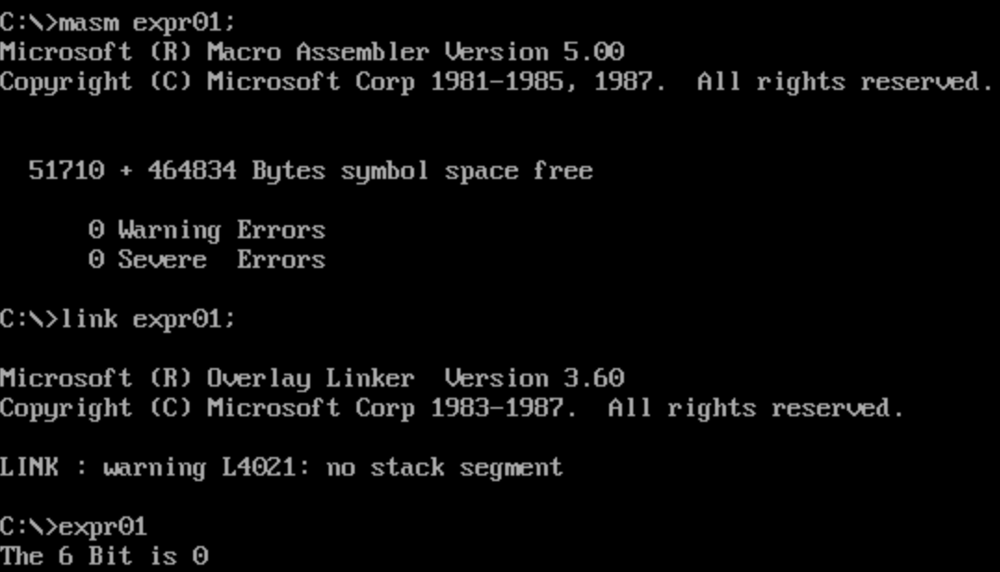 C:\>masm expr01;
Microsoft (R) Macro Assembler Version 5.00
Copyright (C) Microsoft Corp 1981-1985, 1987.  All rights reserved.
51710 + 464834 Bytes symbol space free
0 Warning Errors
0 Severe  Errors
C:\>link expr01;
Microsoft (R) Overlay Linker  Version 3.60
Copyright (C) Microsoft Corp 1983-1987.  All rights reserved.
LINK : warning L4021: no stack segment
C:\>expr01
The 6 Bit is 0